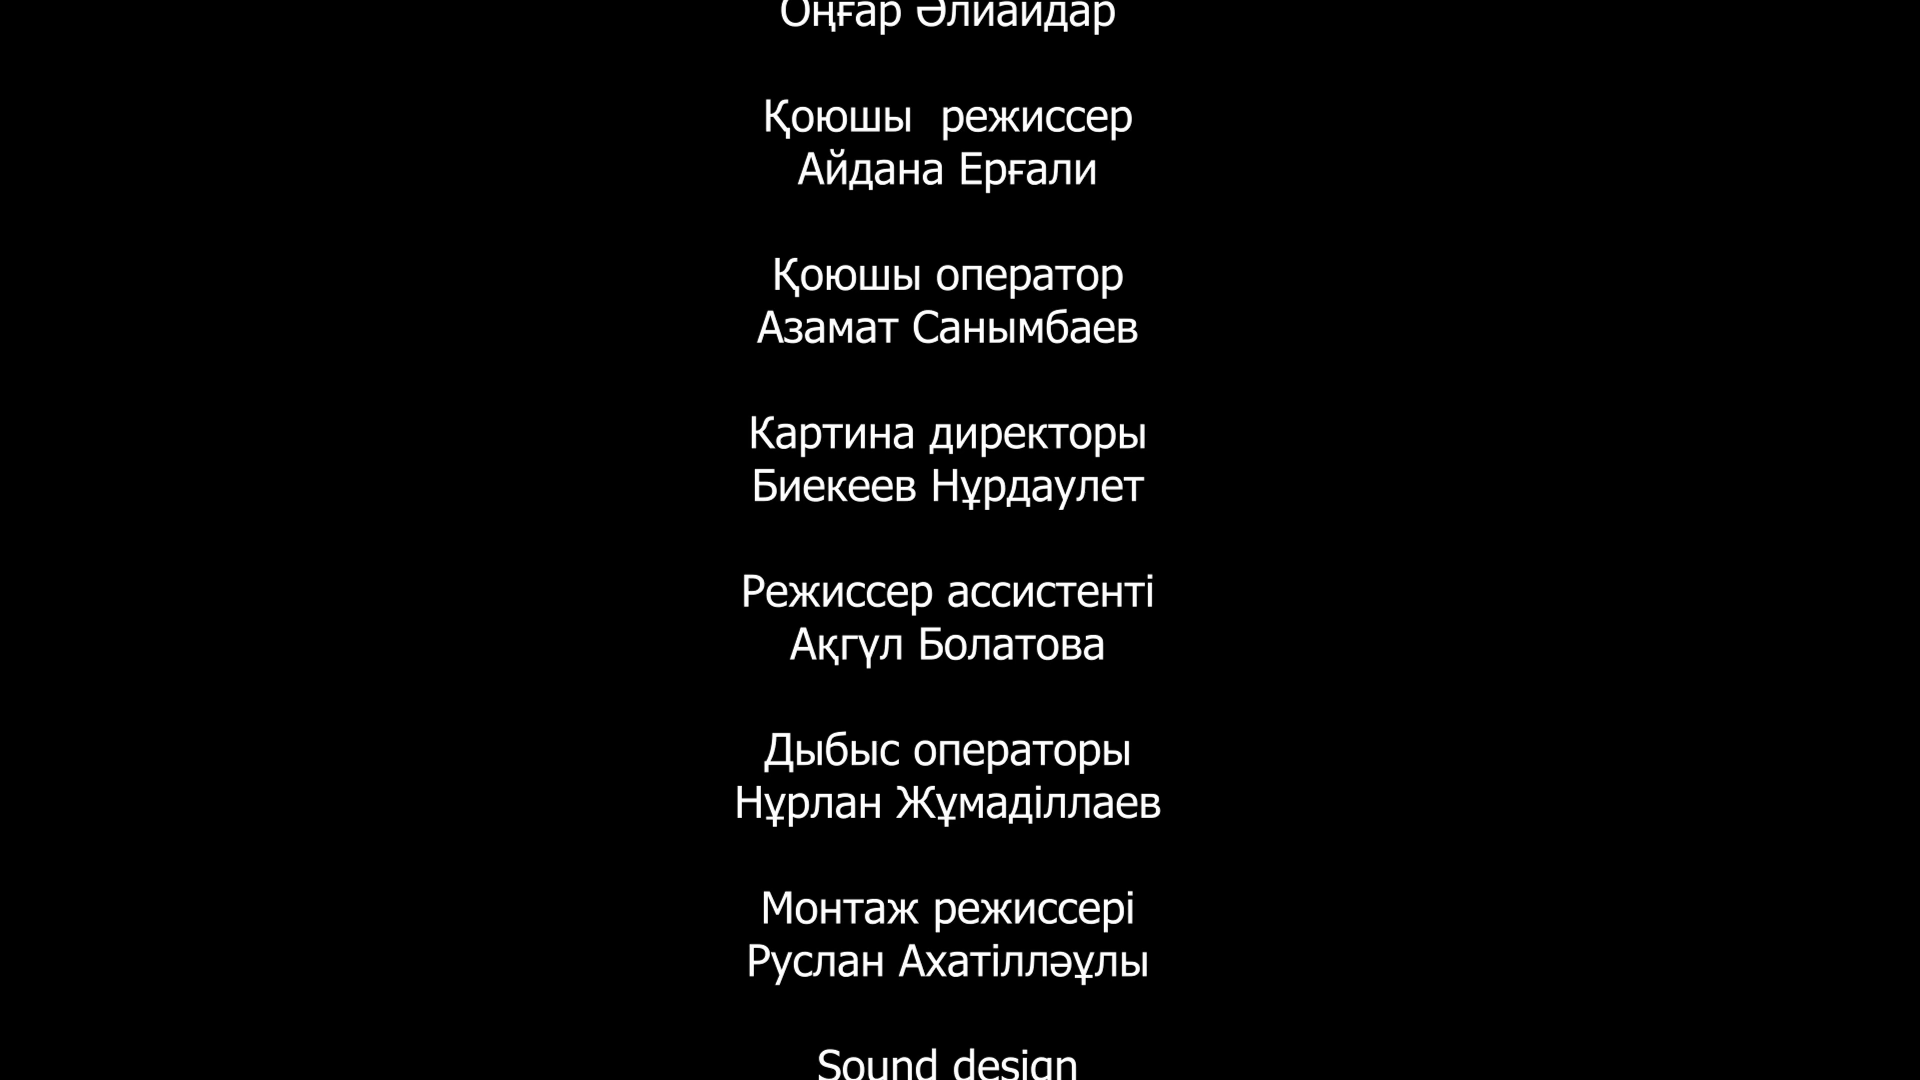 Оңғар Әлиайдар
Қоюшы  режиссер
Айдана Ерғали
Қоюшы оператор
Азамат Санымбаев
Картина директоры
Биекеев Нұрдаулет
Режиссер ассистенті
Ақгүл Болатова
Дыбыс операторы
Нұрлан Жұмаділлаев
Монтаж режиссері
Руслан Ахатілләұлы
Sound design